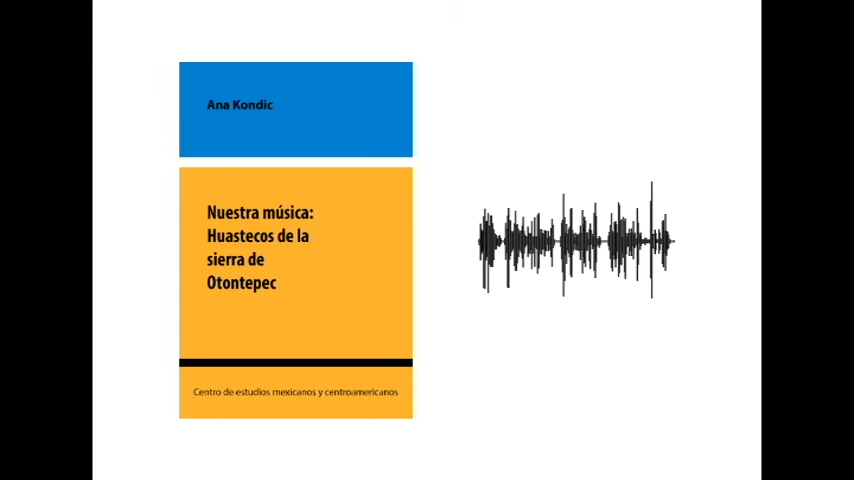 Ana Kondic
Nuestra música:
Huastecos de la
sierra de
Otontepec
Centro de estudios mexicanos y centroamericanos